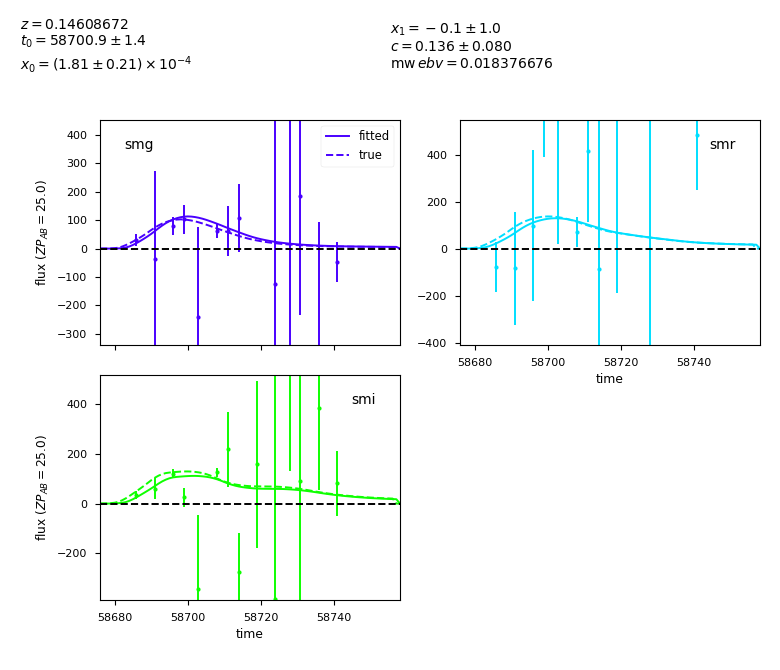 z = 0.14608672
t₀ = 58700.9 ± 1.4
x₀ = (1.81 ± 0.21) × 10⁻⁴
x₁ = −0.1 ± 1.0
c = 0.136 ± 0.080
mw ebv = 0.018376676
smg
fitted
true
400
300
200
100
0
−100
−200
−300
flux (ZP_AB = 25.0)
smr
400
200
0
−200
−400
58680 58700 58720 58740
time
smi
400
200
0
−200
flux (ZP_AB = 25.0)
58680 58700 58720 58740
time